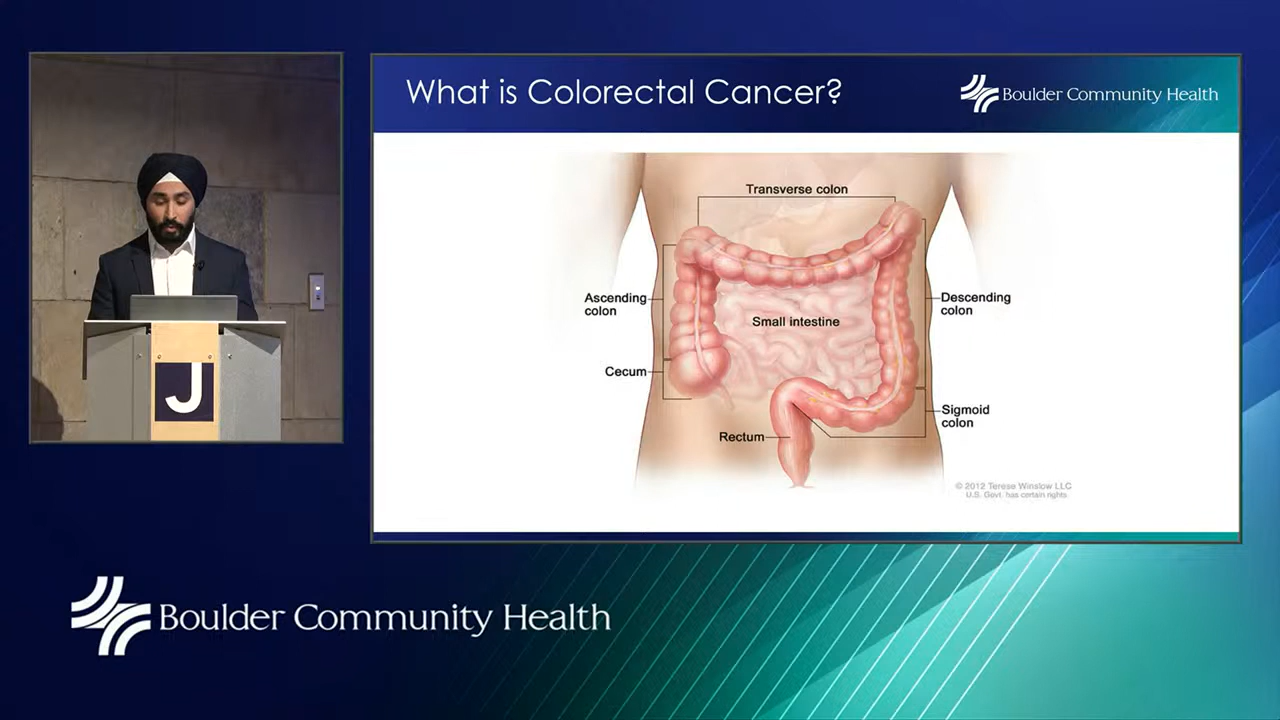 What is Colorectal Cancer?
Boulder Community Health
Transverse colon
Ascending
colon
Small intestine
Descending
colon
Cecum
Sigmoid
colon
Rectum
© 2012 Terese Winslow LLC
U.S. Govt. has certain rights
J
Boulder Community Health